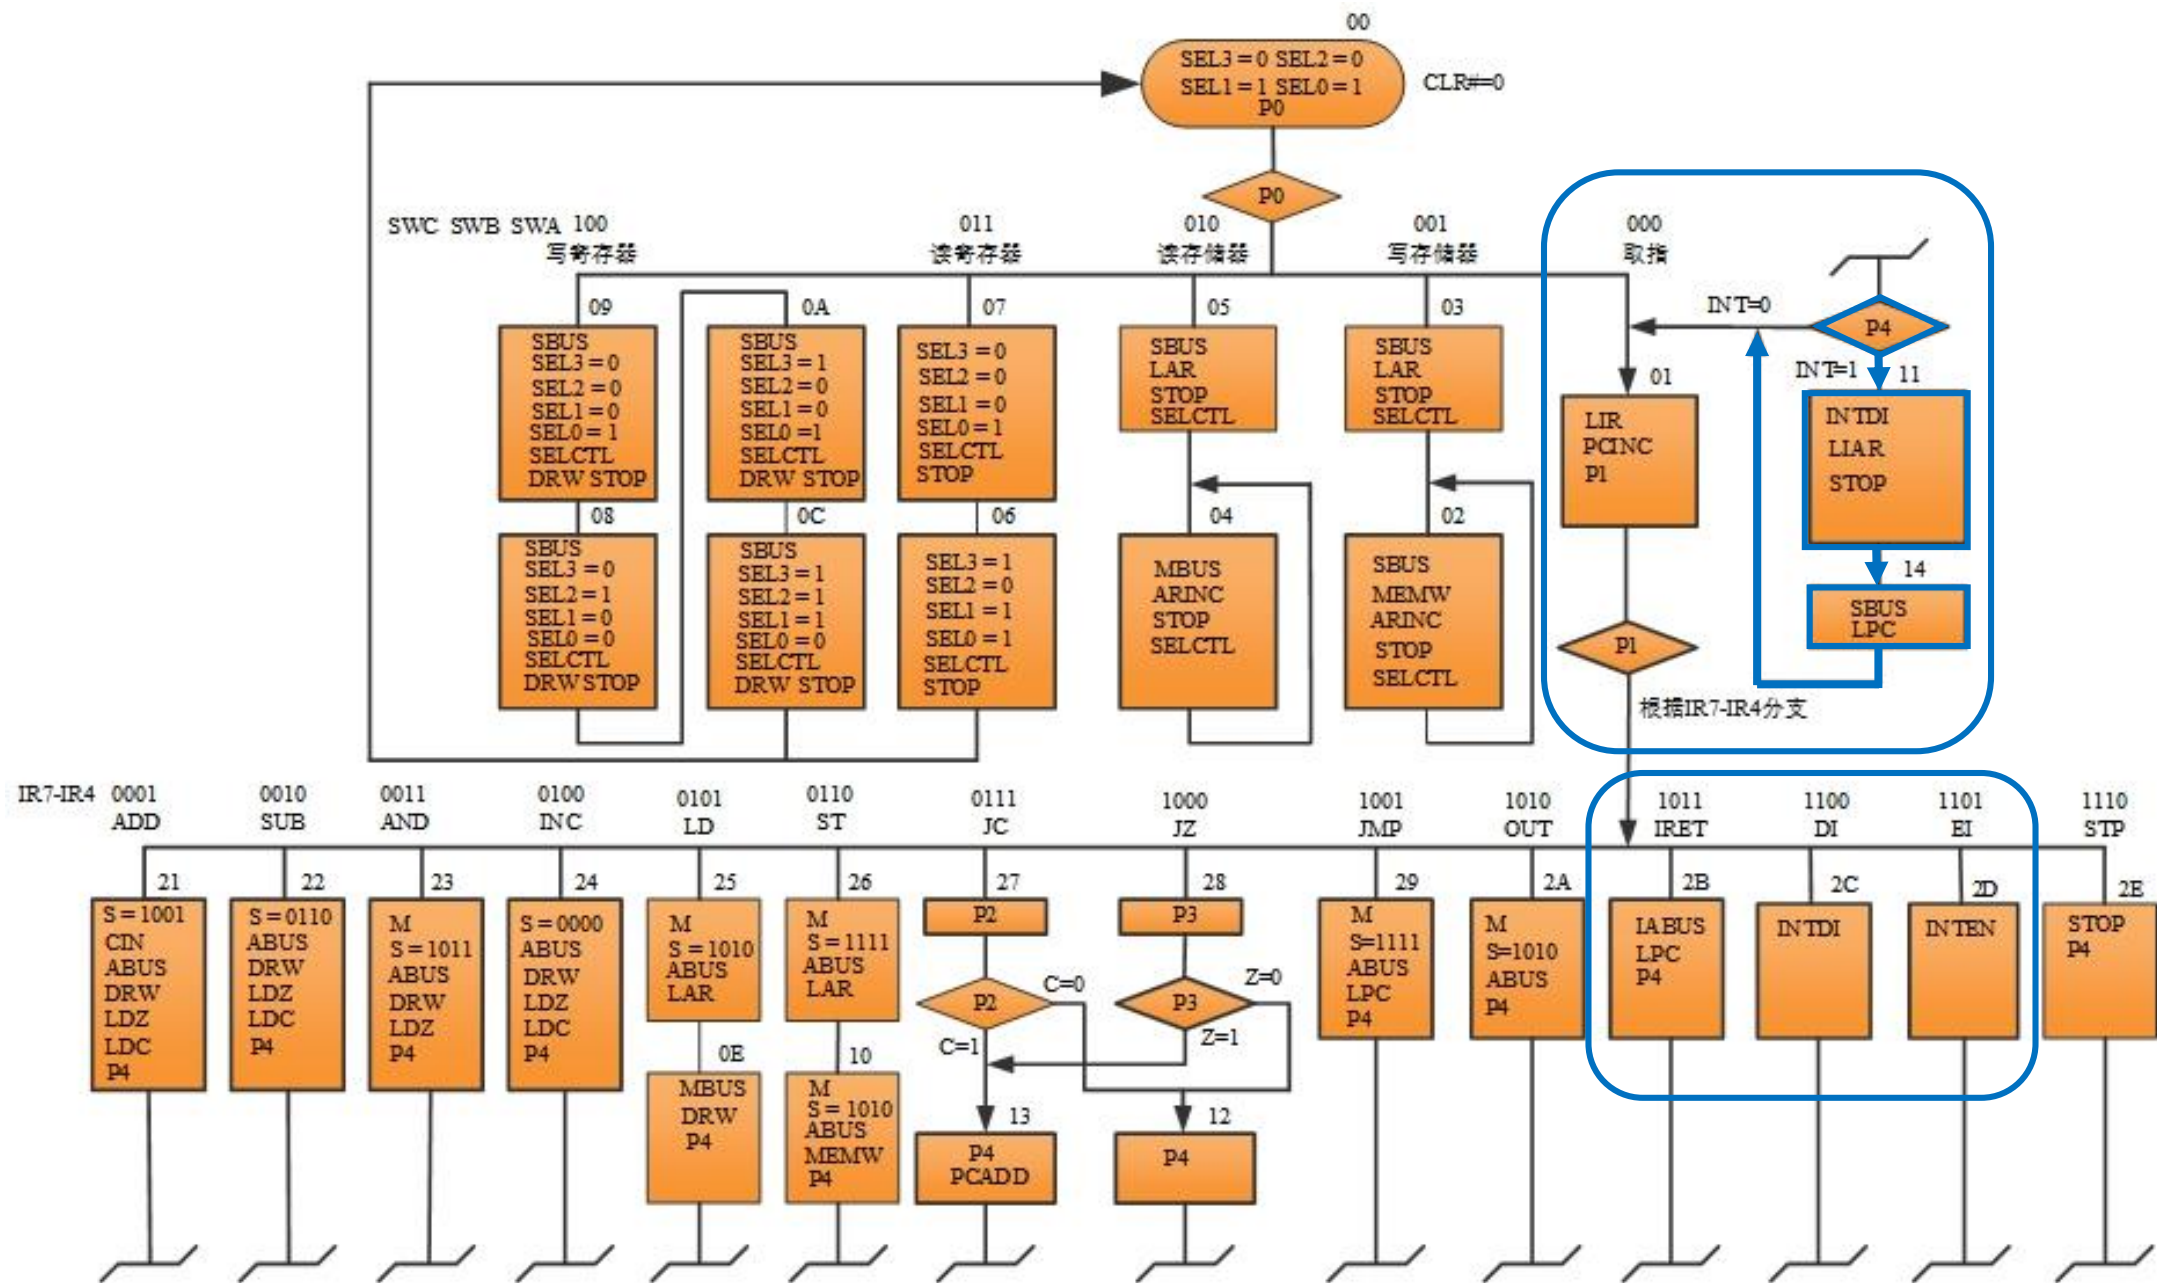 00
SEL3 = 0 SEL2 = 0
SEL1 = 1 SEL0 = 1
P0
CLR#=0
P0
SWC SWB SWA 100
写寄存器
011
读寄存器
010
读存储器
001
写存储器
000
取指
09
SBUS
SEL3 = 0
SEL2 = 0
SEL1 = 0
SEL0 = 1
SELCTL
DRW STOP
08
SBUS
SEL3 = 0
SEL2 = 1
SEL1 = 0
SEL0 = 0
SELCTL
DRW STOP
0A
SBUS
SEL3 = 1
SEL2 = 0
SEL1 = 0
SEL0 =1
SELCTL
DRW STOP
0C
SBUS
SEL3 = 1
SEL2 = 1
SEL1 = 1
SEL0 = 0
SELCTL
DRW STOP
07
SEL3 = 0
SEL2 = 0
SEL1 = 0
SEL0 = 1
SELCTL
STOP
06
SEL3 = 1
SEL2 = 0
SEL1 = 1
SEL0 = 1
SELCTL
STOP
05
SBUS
LAR
STOP
SELCTL
04
MBUS
ARINC
STOP
SELCTL
03
SBUS
LAR
STOP
SELCTL
02
SBUS
MEMW
ARINC
STOP
SELCTL
01
LIR
PCINC
P1
P1
根据IR7-IR4分支
INT=0
P4
INT=1
11
INTDI
LIAR
STOP
14
SBUS
LPC
IR7-IR4
0001
ADD
0010
SUB
0011
AND
0100
INC
0101
LD
0110
ST
0111
JC
1000
JZ
1001
JMP
1010
OUT
1011
IRET
1100
DI
1101
EI
1110
STP
21
S = 1001
CIN
ABUS
DRW
LDZ
LDC
P4
22
S = 0110
ABUS
DRW
LDZ
LDC
P4
23
M
S = 1011
ABUS
DRW
LDZ
P4
24
S = 0000
ABUS
DRW
LDZ
LDC
P4
25
M
S = 1010
ABUS
LAR
0E
MBUS
DRW
P4
26
M
S = 1111
ABUS
LAR
10
M
S = 1010
ABUS
MEMW
P4
27
P2
P2
C=0
C=1
13
P4
PCADD
28
P3
P3
Z=0
Z=1
12
P4
29
M
S=1111
ABUS
LPC
P4
2A
M
S=1010
ABUS
P4
2B
IABUS
LPC
P4
2C
INTDI
2D
INTEN
2E
STOP
P4